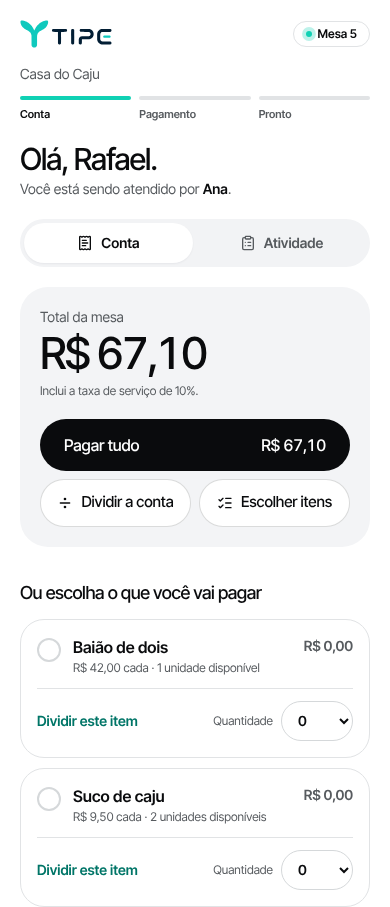 TIPE
Mesa 5
Casa do Caju
Conta
Pagamento
Pronto
Olá, Rafael.
Você está sendo atendido por Ana.
Conta
Atividade
Total da mesa
R$ 67,10
Inclui a taxa de serviço de 10%.
Pagar tudo R$ 67,10
Dividir a conta
Escolher itens
Ou escolha o que você vai pagar
Baião de dois R$ 0,00
R$ 42,00 cada · 1 unidade disponível
Dividir este item Quantidade 0
Suco de caju R$ 0,00
R$ 9,50 cada · 2 unidades disponíveis
Dividir este item Quantidade 0